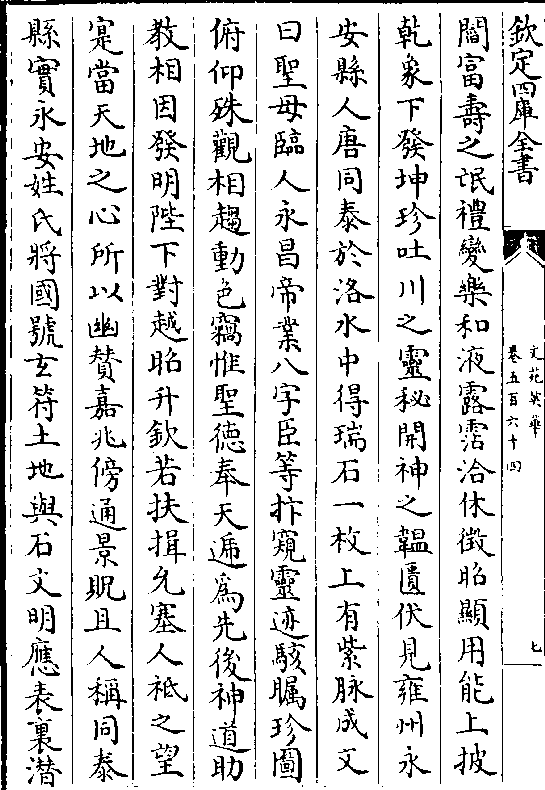 欽定四庫全書
文苑英華
卷五百六十四
七
閻富壽之氓禮變樂和液露霑洽休徴昭顯用能上披
乾象下發坤珍吐川之靈秘開神之韞匱伏見雍州永
安縣人唐同泰於洛水中得瑞石一枚上有紫脉成文
曰聖母臨人永昌帝業八字臣等抃窺靈迹駭矚珍圖
俯仰殊觀相趨動色竊惟聖德奉天逓為先後神道助
教相因發明陛下對越昭升欽若扶揖允塞人祗之望
寔當天地之心所以幽賛嘉兆傍通景貺且人稱同泰
縣實永安姓氏將國號玄符土地與石文明應表裏潜